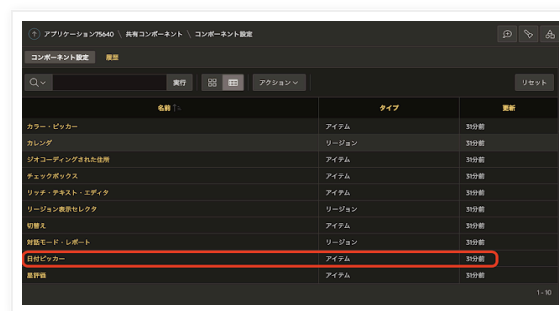 アプリケーション75640 \ 共有コンポーネント \ コンポーネント設定
コンポーネント設定 履歴
実行 アクション リセット
名前 タイプ 更新
カラー・ピッカー アイテム 31分前
カレンダ リージョン 31分前
ジオコーディングされた住所 アイテム 31分前
チェックボックス アイテム 31分前
リッチ・テキスト・エディタ アイテム 31分前
リージョン表示セレクタ リージョン 31分前
切替え アイテム 31分前
対話モード・レポート リージョン 31分前
日付ピッカー アイテム 31分前
星評価 アイテム 31分前
1 - 10